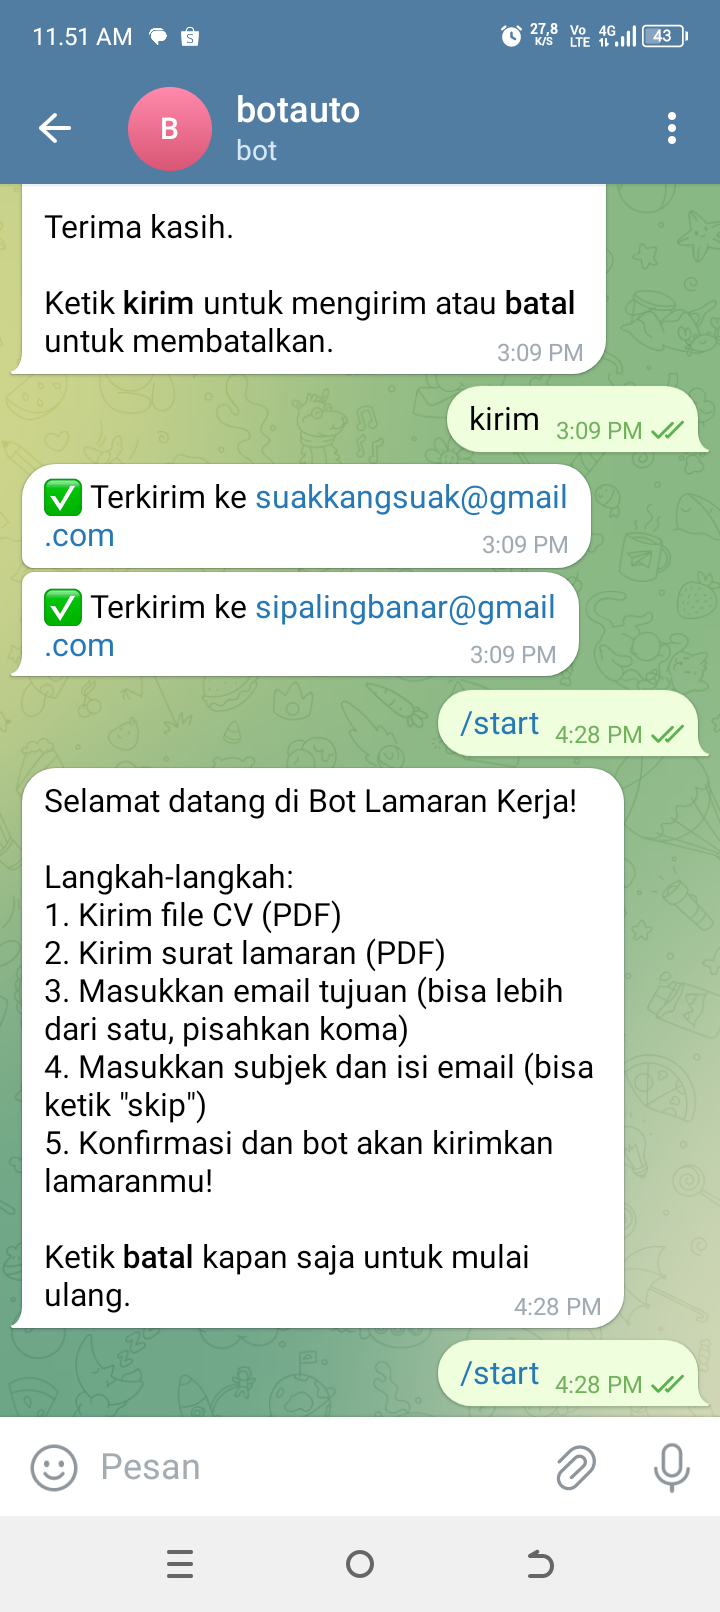 11.51 AM
27,8 K/S Vo LTE 4G 43
B
botauto
bot
Terima kasih.
Ketik kirim untuk mengirim atau batal
untuk membatalkan.
3:09 PM
kirim 3:09 PM
✅ Terkirim ke suakkangsuak@gmail
.com
3:09 PM
✅ Terkirim ke sipalingbanar@gmail
.com
3:09 PM
/start 4:28 PM
Selamat datang di Bot Lamaran Kerja!
Langkah-langkah:
1. Kirim file CV (PDF)
2. Kirim surat lamaran (PDF)
3. Masukkan email tujuan (bisa lebih
dari satu, pisahkan koma)
4. Masukkan subjek dan isi email (bisa
ketik "skip")
5. Konfirmasi dan bot akan kirimkan
lamaranmu!
Ketik batal kapan saja untuk mulai
ulang.
4:28 PM
/start 4:28 PM
Pesan